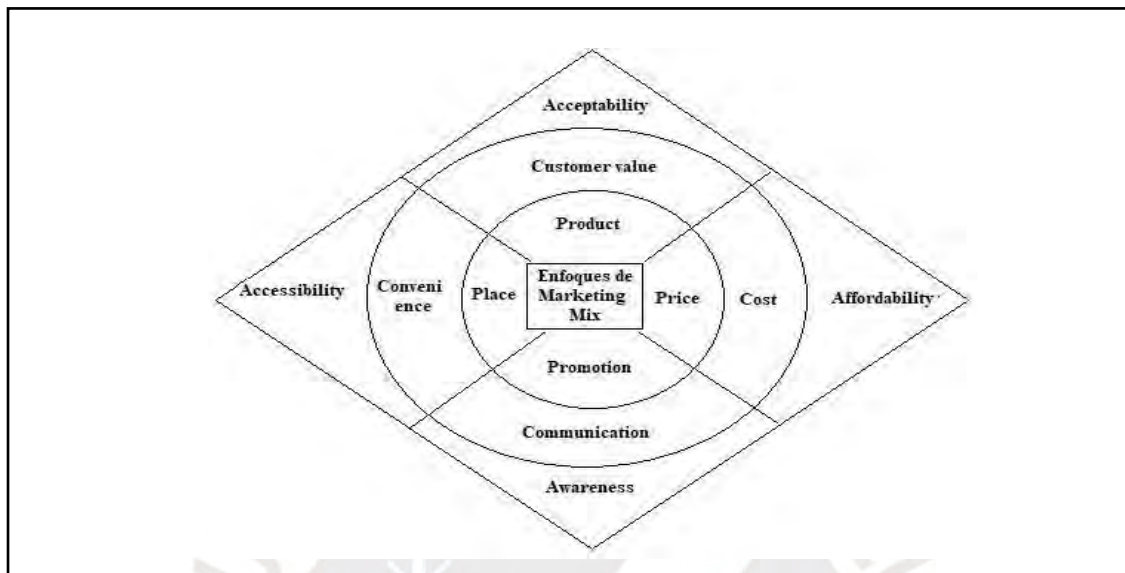 Acceptability
Customer value
Product
Accessibility
Conveni
ence
Place
Enfoques de
Marketing
Mix
Price
Cost
Affordability
Promotion
Communication
Awareness